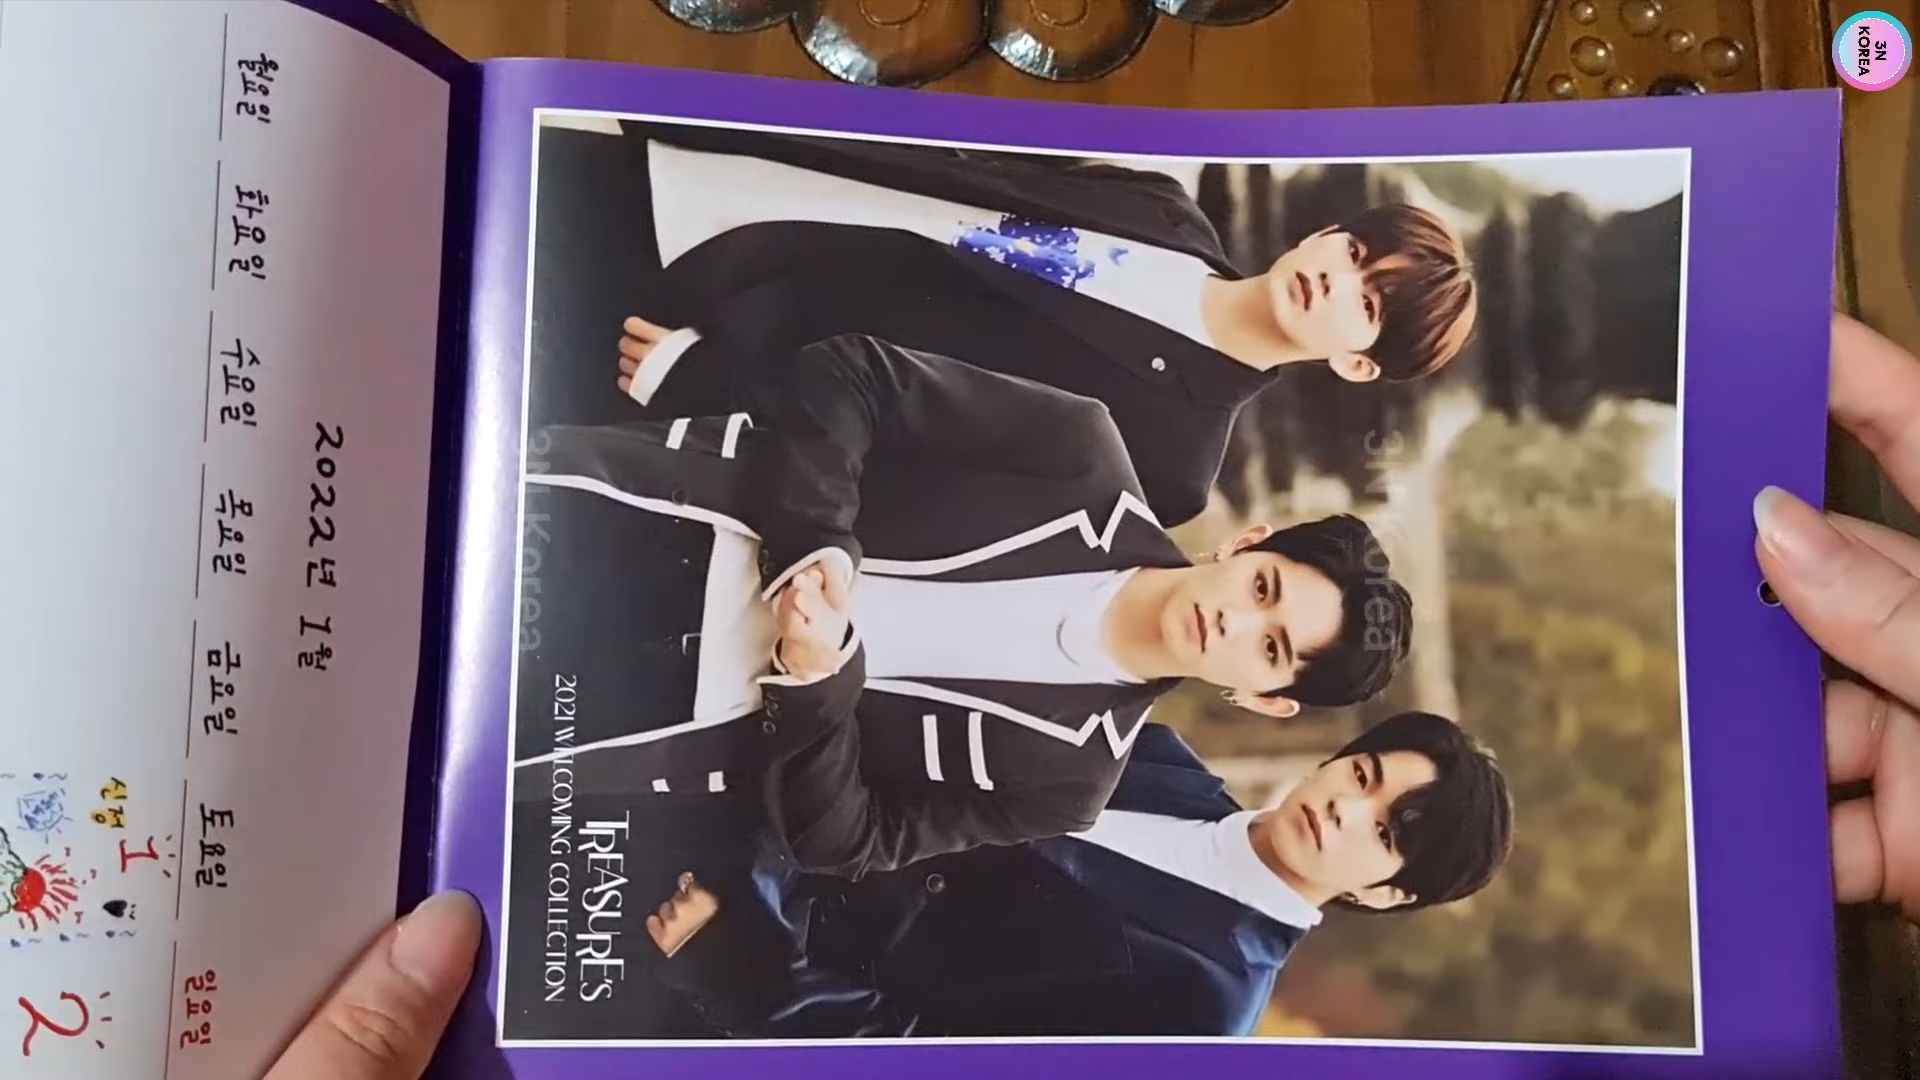 3N
KOREA
2022년 1월
월요일 화요일 수요일 목요일 금요일 토요일 일요일
신정
1
2
3N Korea
3N Korea
TREASURE'S
2021 WELCOMING COLLECTION